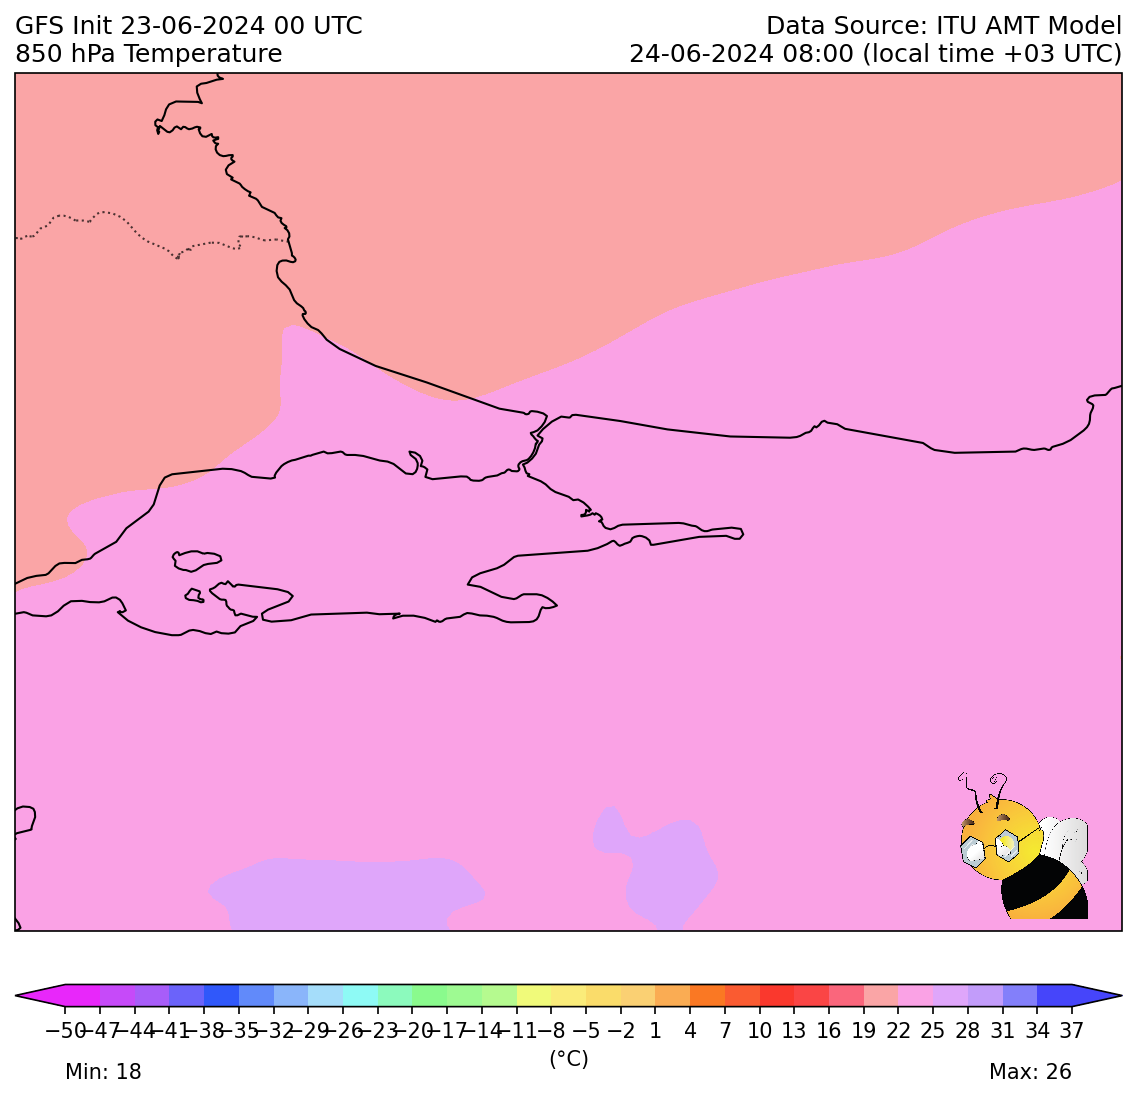 GFS Init 23-06-2024 00 UTC
Data Source: ITU AMT Model
850 hPa Temperature
24-06-2024 08:00 (local time +03 UTC)
−50 −47 −44 −41 −38 −35 −32 −29 −26 −23 −20 −17 −14 −11 −8 −5 −2 1 4 7 10 13 16 19 22 25 28 31 34 37
(°C)
Min: 18
Max: 26